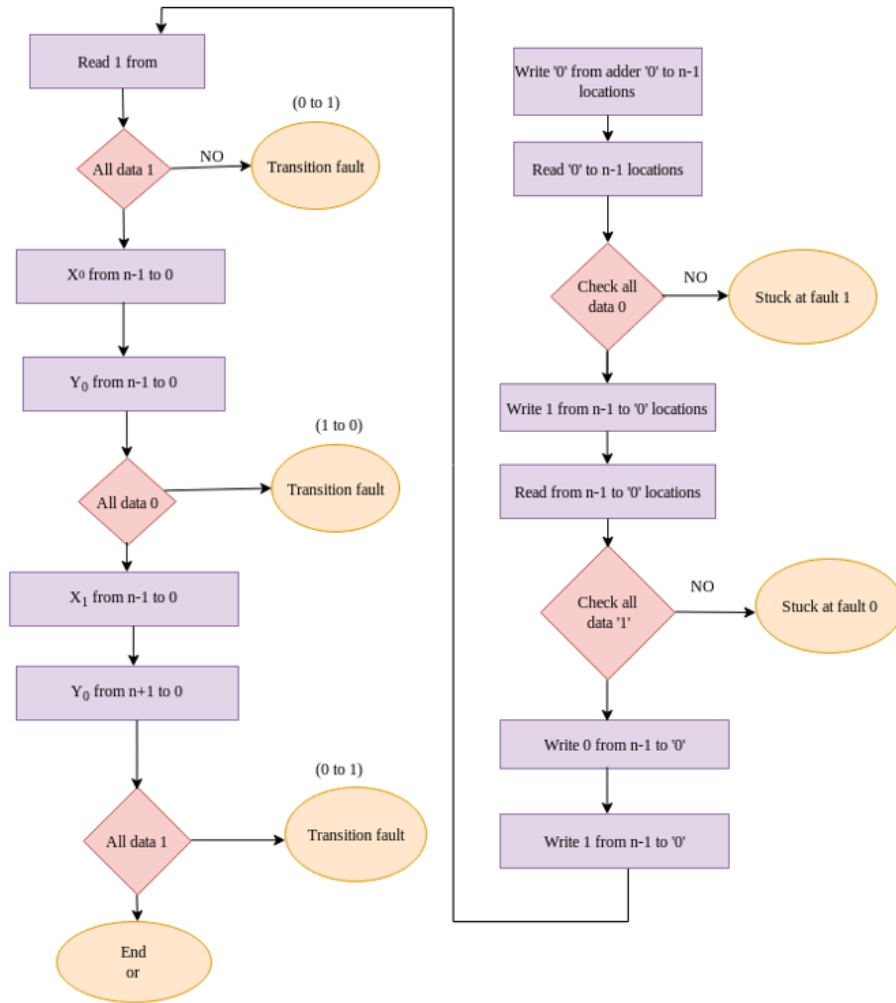 Read 1 from
(0 to 1)
All data 1
NO
Transition fault
X0 from n-1 to 0
Y0 from n-1 to 0
(1 to 0)
All data 0
Transition fault
X1 from n-1 to 0
Y0 from n+1 to 0
(0 to 1)
All data 1
Transition fault
End
or
Write '0' from adder '0' to n-1
locations
Read '0' to n-1 locations
Check all
data 0
NO
Stuck at fault 1
Write 1 from n-1 to '0' locations
Read from n-1 to '0' locations
Check all
data '1'
NO
Stuck at fault 0
Write 0 from n-1 to '0'
Write 1 from n-1 to '0'